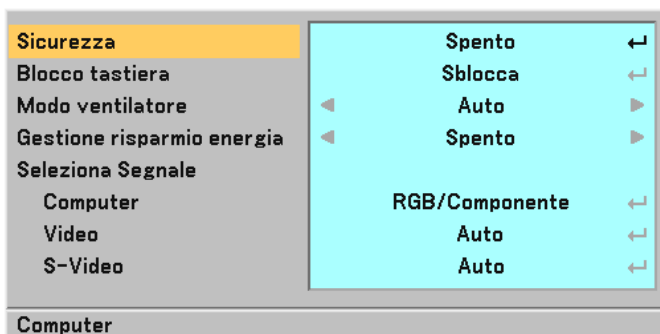 Sicurezza Spento
Blocco tastiera Sblocca
Modo ventilatore Auto
Gestione risparmio energia Spento
Seleziona Segnale
Computer RGB/Componente
Video Auto
S-Video Auto
Computer